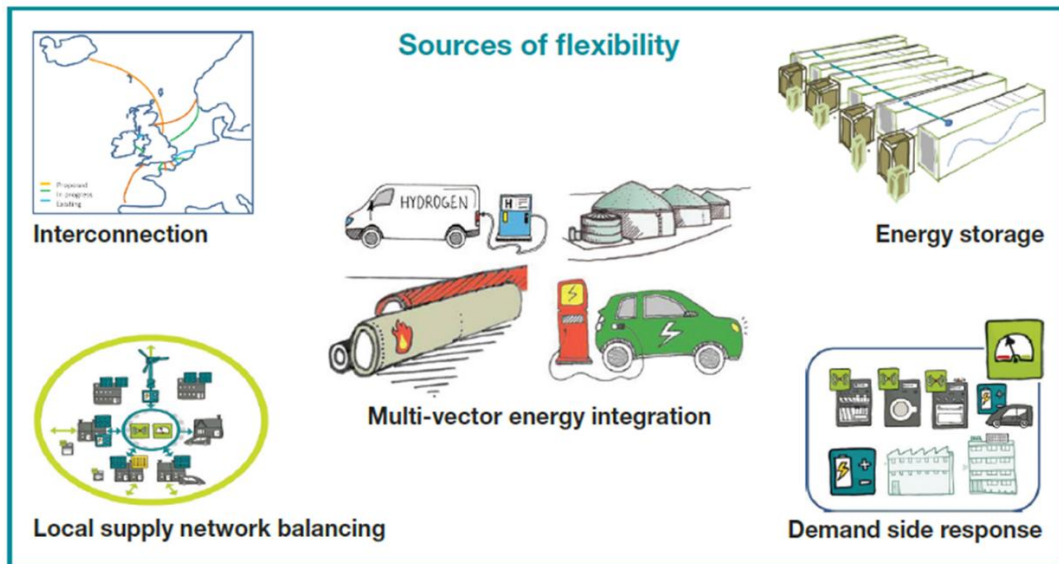 Sources of flexibility
Proposed
In progress
Existing
Interconnection
HYDROGEN
H
Energy storage
Multi-vector energy integration
Local supply network balancing
Demand side response